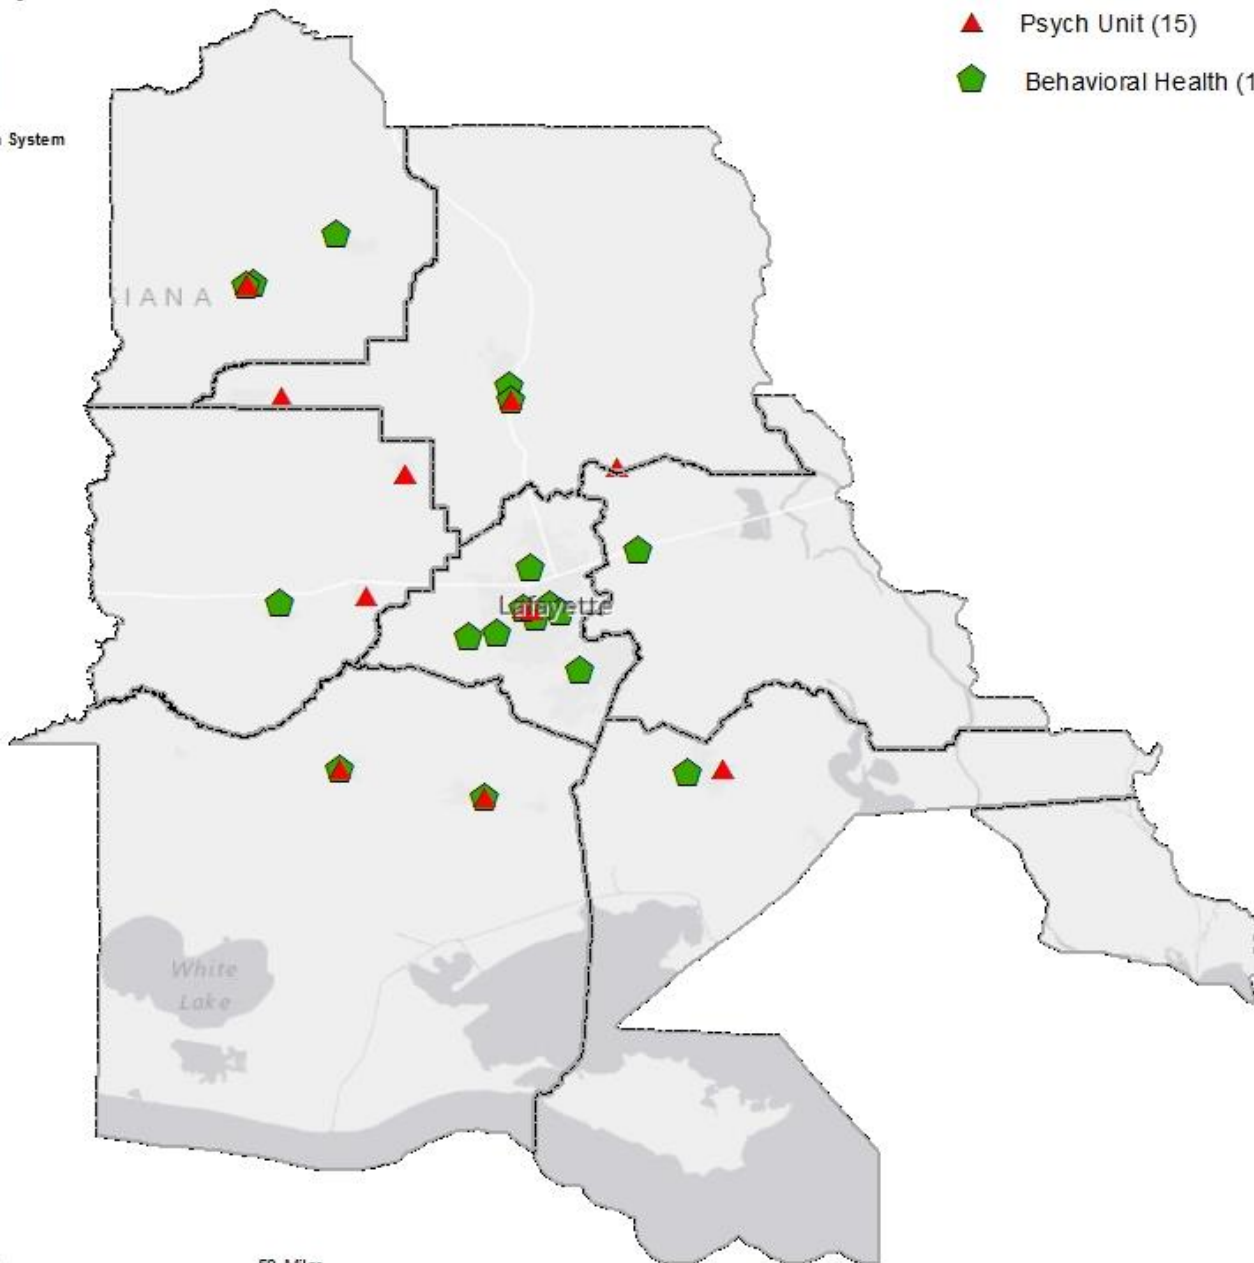 Psych Unit (15)
Behavioral Health (1
System
IANA
Lafayette
White
Lake